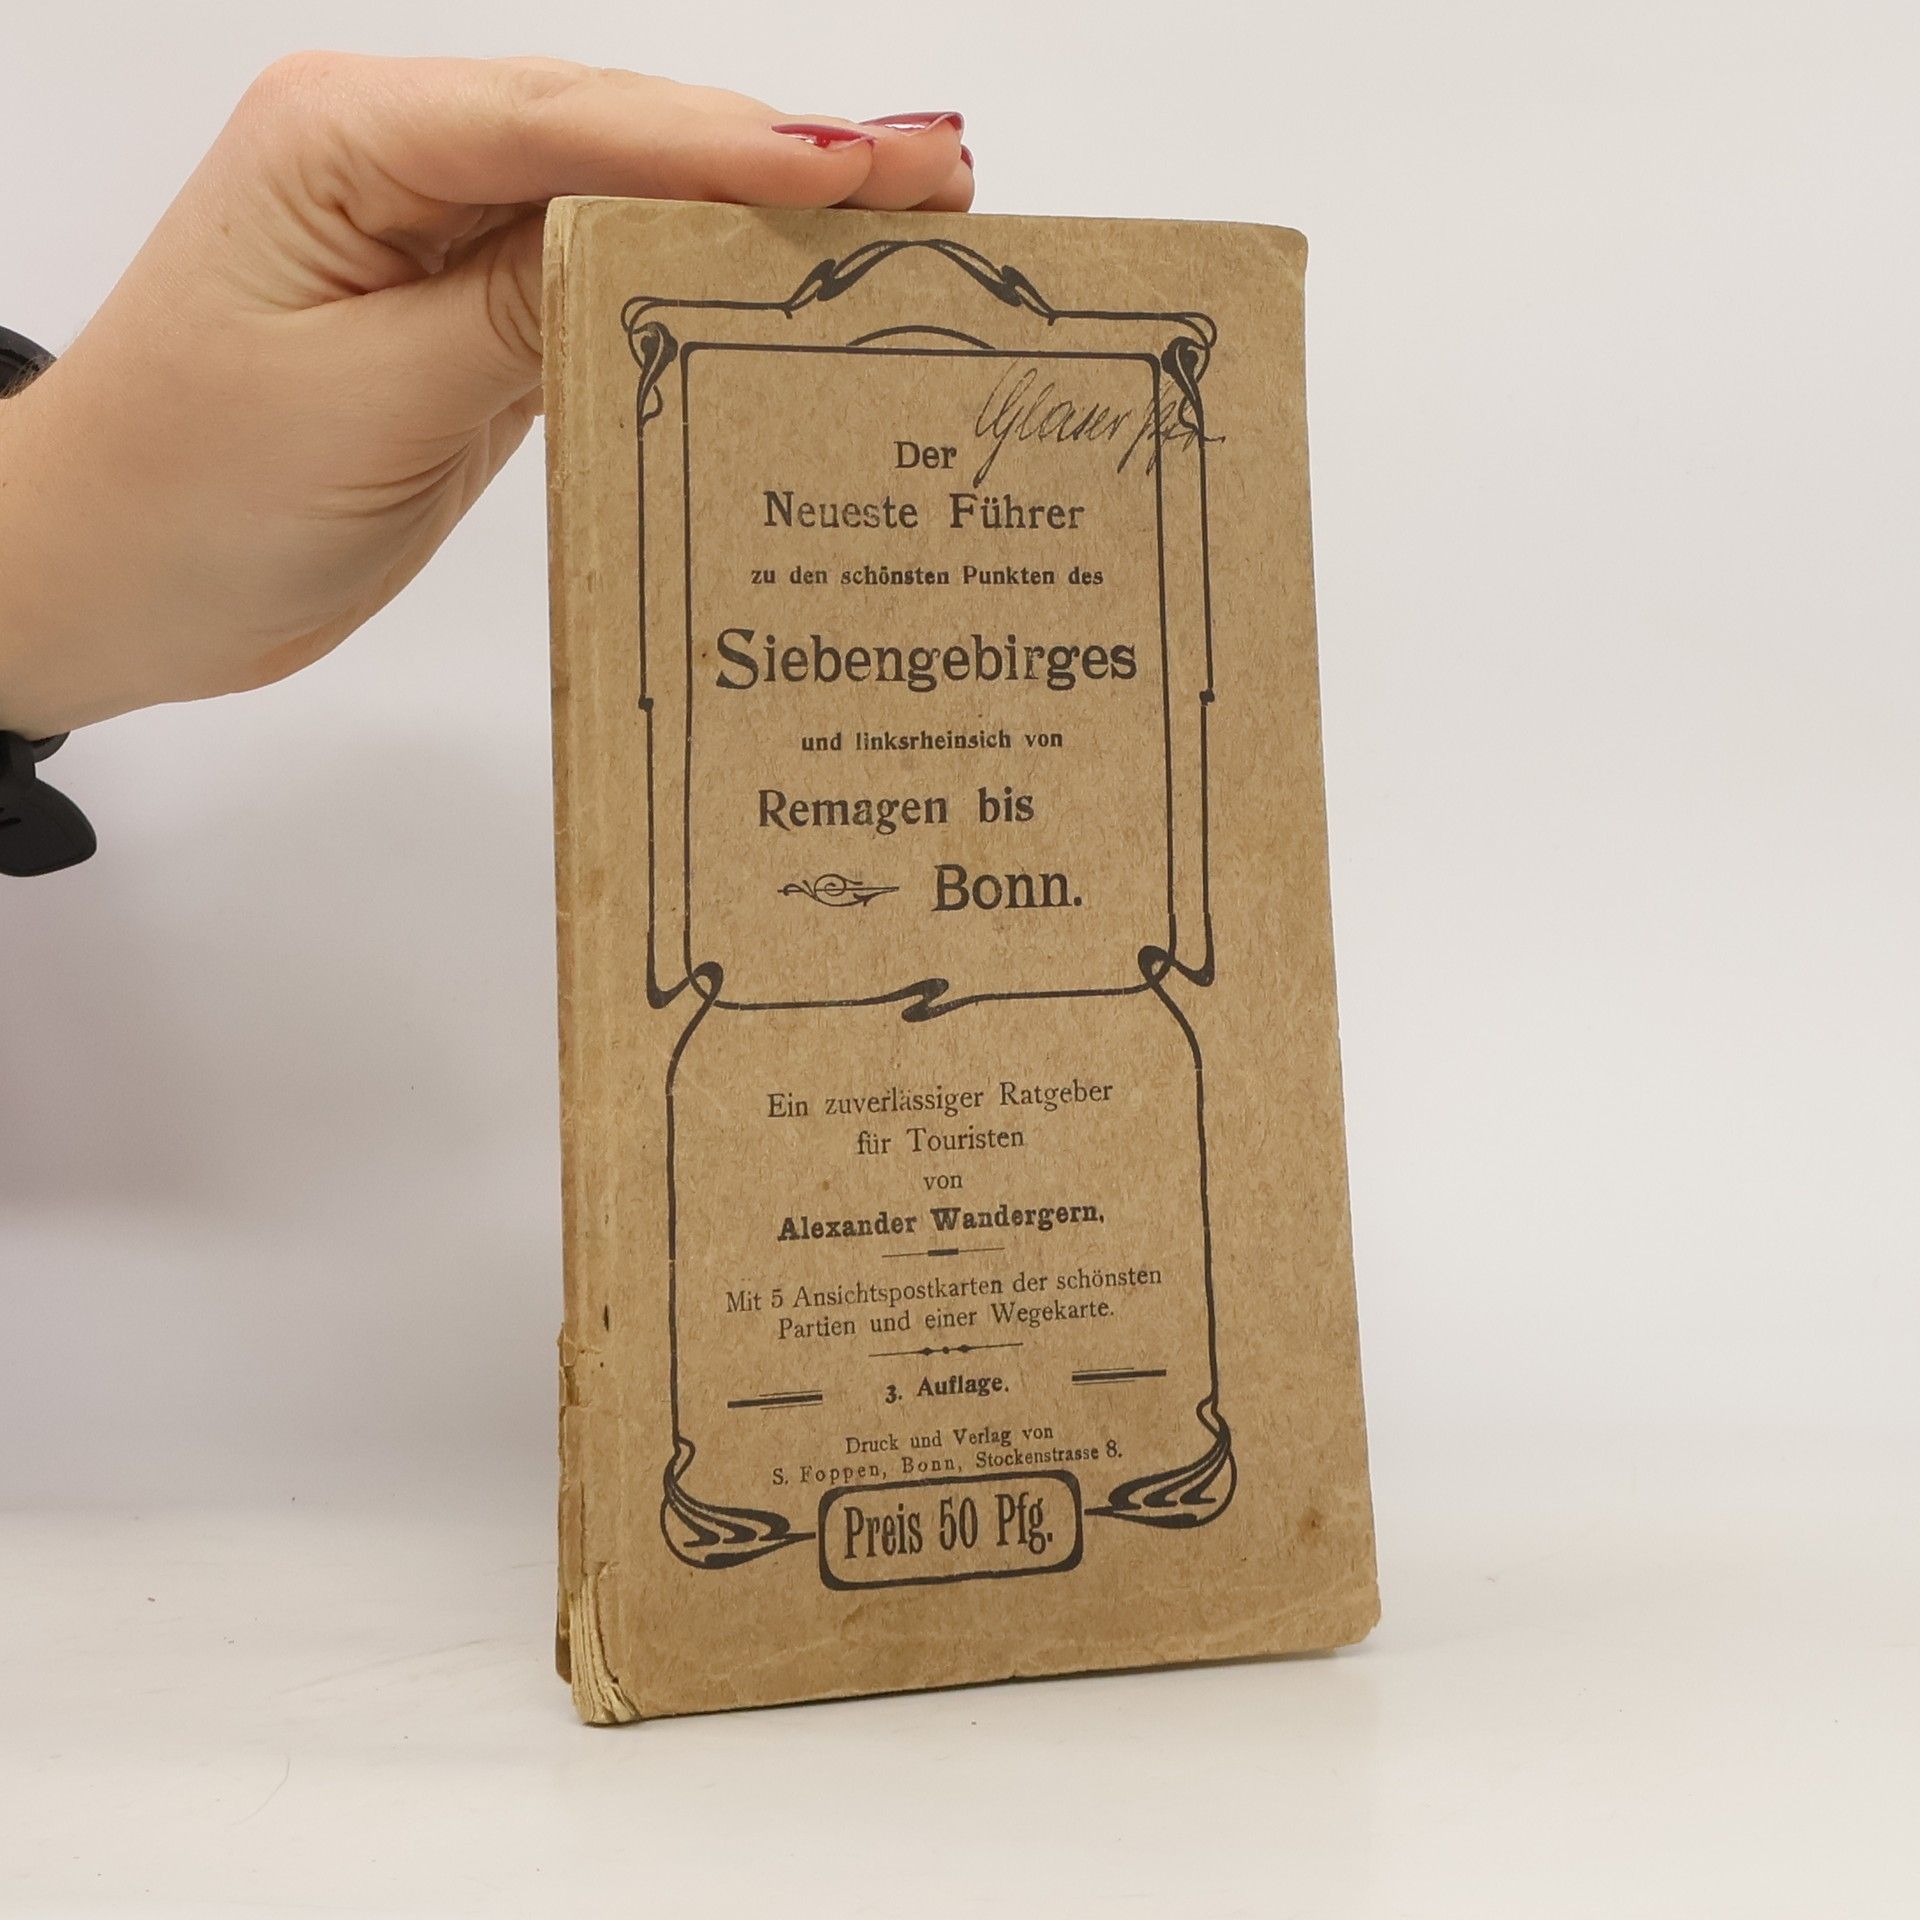 Glaser
Der
Neueste Führer
zu den schönsten Punkten des
Siebengebirges
und linksrheinsich von
Remagen bis
Bonn.
Ein zuverlässiger Ratgeber
für Touristen
von
Alexander Wandergern.
Mit 5 Ansichtspostkarten der schönsten
Partien und einer Wegekarte.
3. Auflage.
Druck und Verlag von
S. Foppen, Bonn, Stockenstrasse 8.
Preis 50 Pfg.